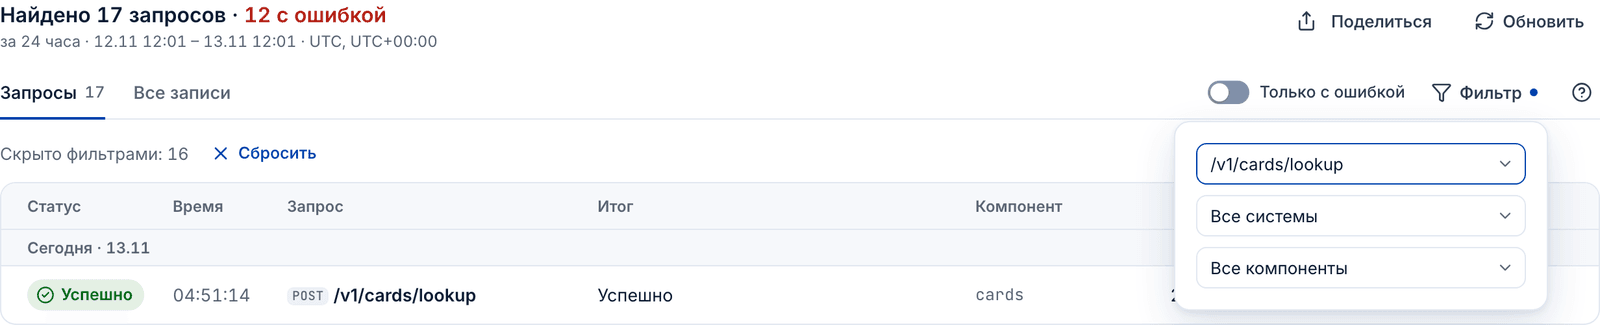 Найдено 17 запросов · 12 с ошибкой
за 24 часа · 12.11 12:01 – 13.11 12:01 · UTC, UTC+00:00
Поделиться
Обновить
Запросы 17
Все записи
Только с ошибкой
Фильтр
Скрыто фильтрами: 16
Сбросить
/v1/cards/lookup
Все системы
Все компоненты
Статус
Время
Запрос
Итог
Компонент
Сегодня · 13.11
Успешно
04:51:14
POST /v1/cards/lookup
Успешно
cards